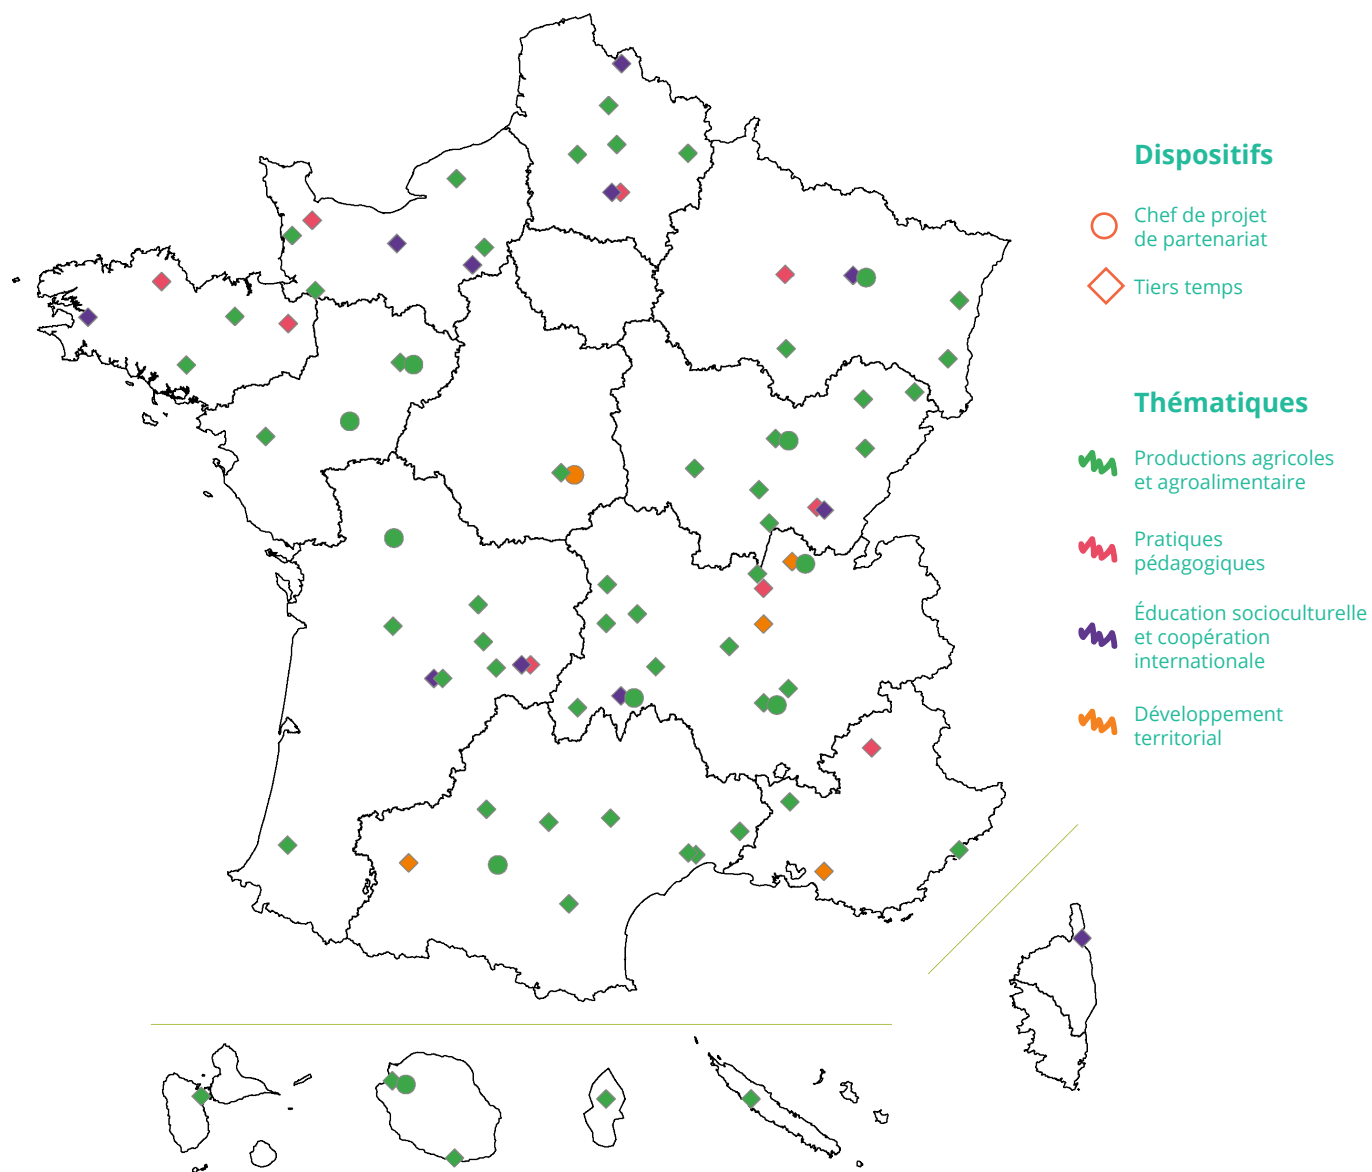 Dispositifs
Chef de projet
de partenariat
Tiers temps
Thématiques
Productions agricoles
et agroalimentaire
Pratiques
pédagogiques
Éducation socioculturelle
et coopération
internationale
Développement
territorial